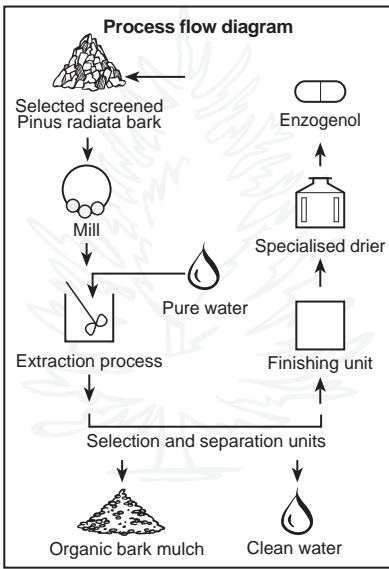 Process flow diagram
Selected screened
Pinus radiata bark
Enzogenol
Mill
Specialised drier
Pure water
Extraction process
Finishing unit
Selection and separation units
Organic bark mulch
Clean water